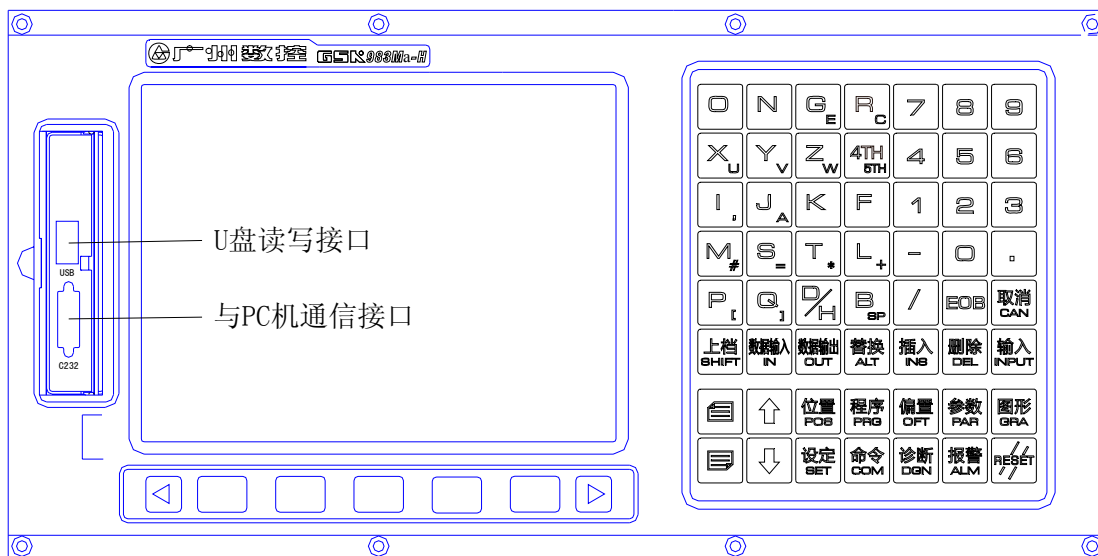 广州数控 GSK983Ma-H
O N G E R C 7 8 9
X U Y V Z W 4TH 5TH 4 5 6
I , J A K F 1 2 3
U盘读写接口
USB
M # S = T * L + - 0 .
与PC机通信接口
P [ Q ] D/H B SP / EOB 取消 CAN
C232
上档 SHIFT 数据输入 IN 数据输出 OUT 替换 ALT 插入 INS 删除 DEL 输入 INPUT
位置 POS 程序 PRG 偏置 OFT 参数 PAR 图形 GRA
设定 SET 命令 COM 诊断 DGN 报警 ALM RESET